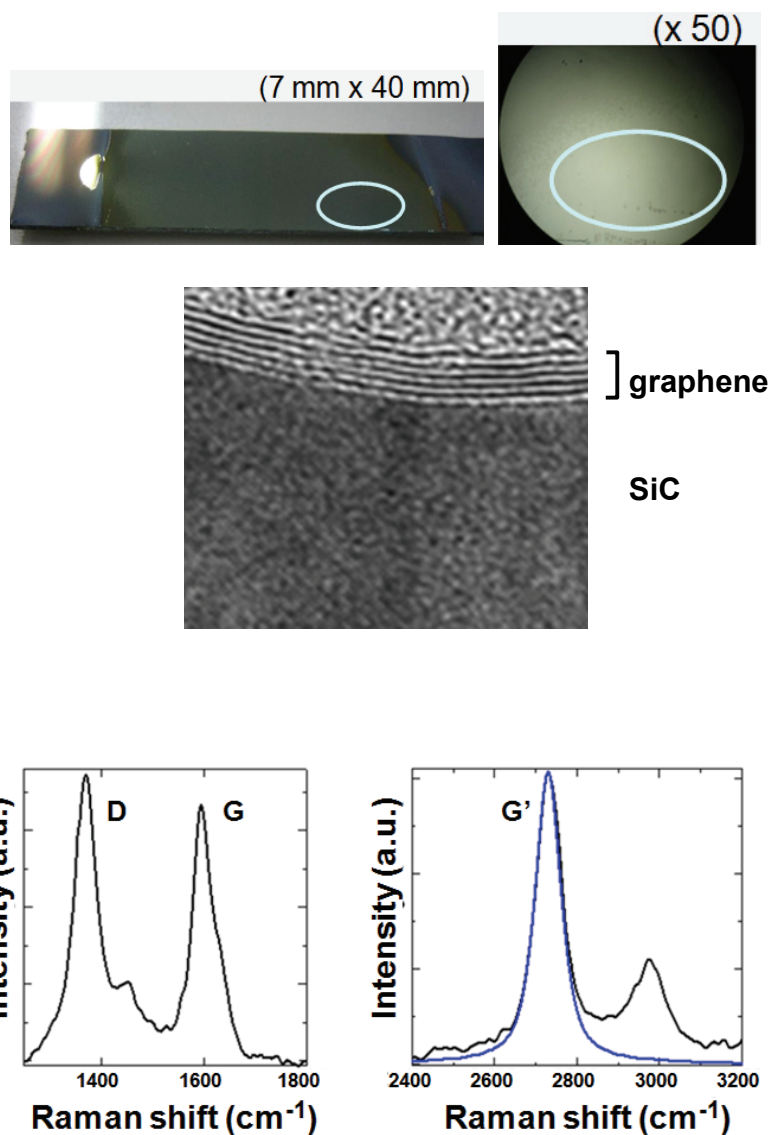 (7 mm x 40 mm)
(x 50)
graphene
SiC
D
G
Intensity (a.u.)
1400
1600
1800
Raman shift (cm⁻¹)
G’
Intensity (a.u.)
2400
2600
2800
3000
3200
Raman shift (cm⁻¹)